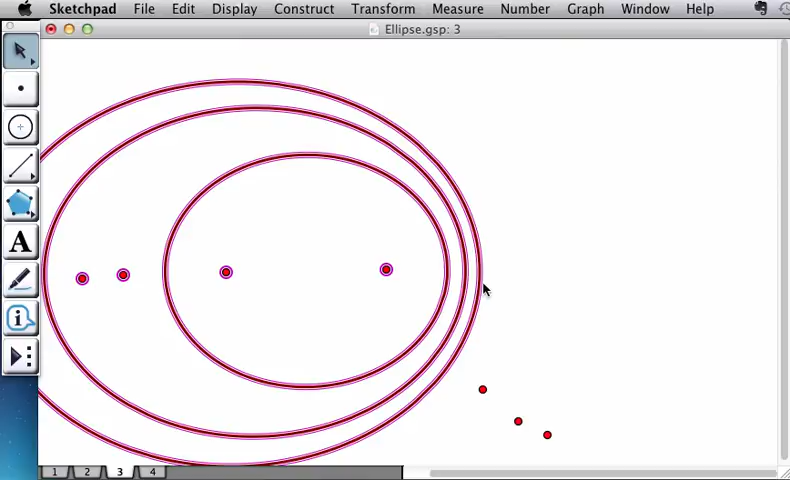 Sketchpad File Edit Display Construct Transform Measure Number Graph Window Help
Ellipse.gsp: 3
A
i
1 2 3 4